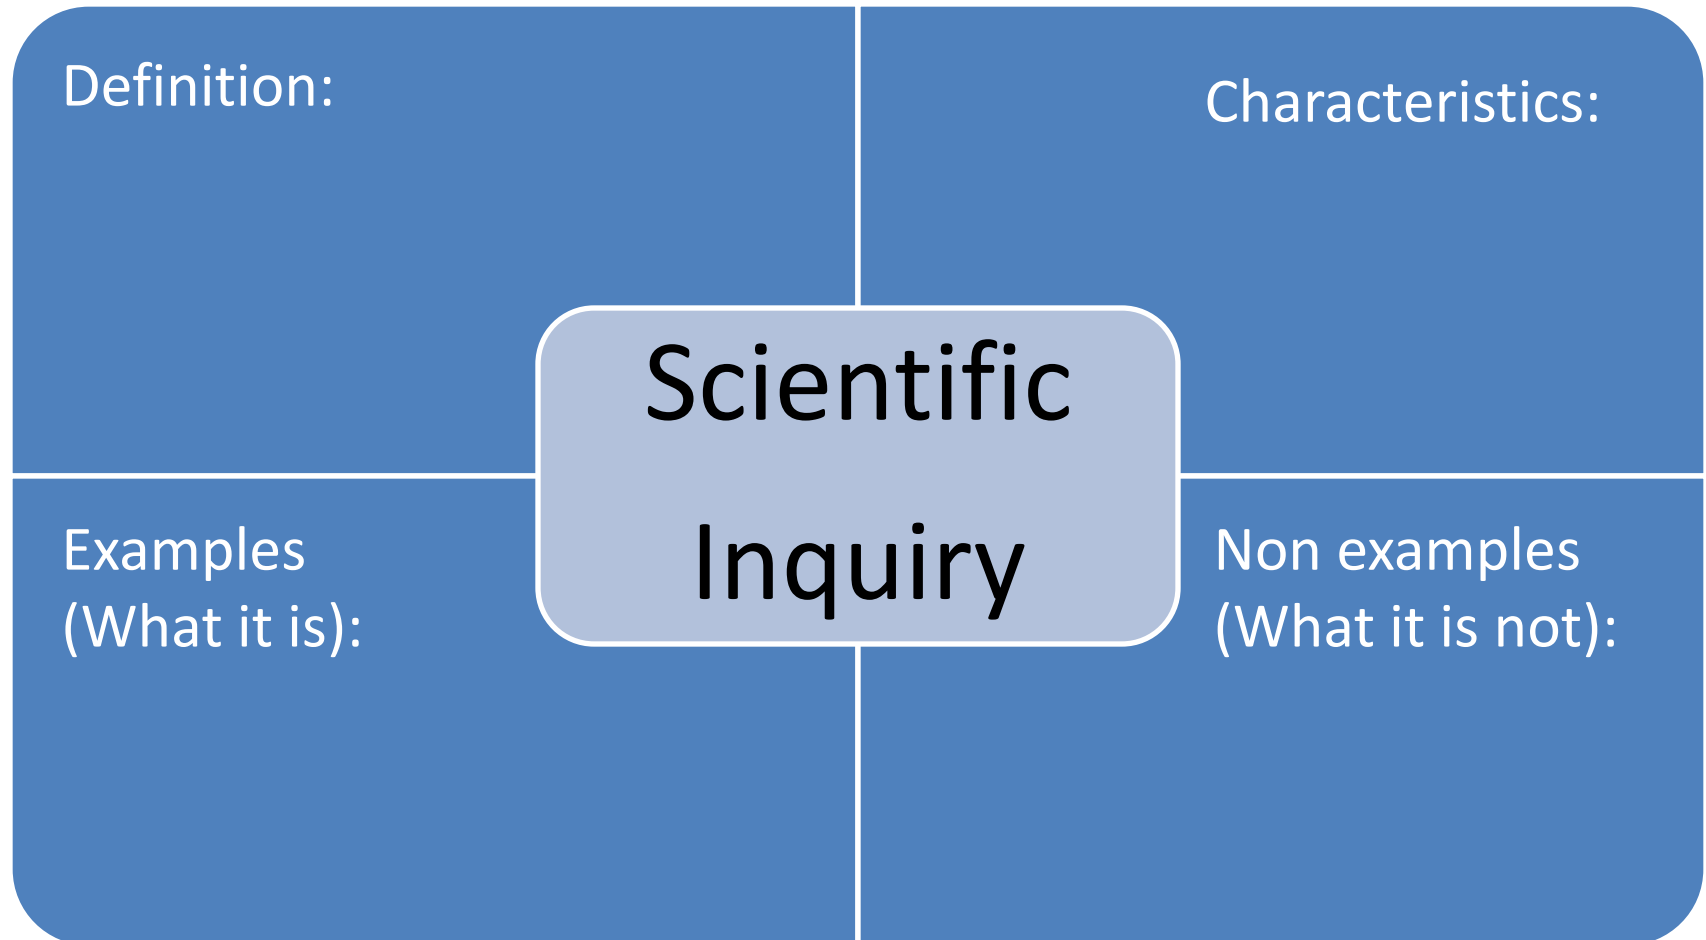 Definition:
Characteristics:
Scientific
Inquiry
Examples
(What it is):
Non examples
(What it is not):